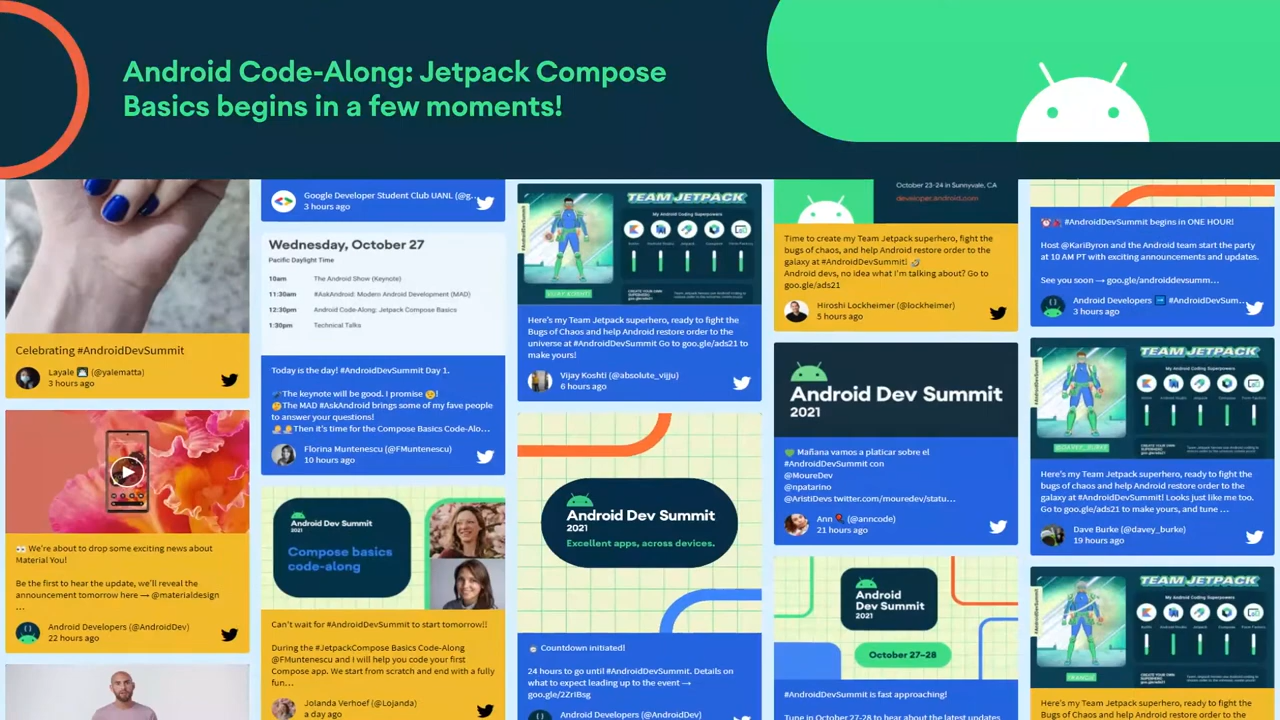 Android Code-Along: Jetpack Compose
Basics begins in a few moments!
Celebrating #AndroidDevSummit
Layale (@yalematta)
3 hours ago
👀 We're about to drop some exciting news about
Material You!
Be the first to hear the update, we'll reveal the
announcement tomorrow here → @materialdesign
...
Android Developers (@AndroidDev)
22 hours ago
Google Developer Student Club UANL (@g...
3 hours ago
Wednesday, October 27
Pacific Daylight Time
10am The Android Show (Keynote)
11:30am #AskAndroid: Modern Android Development (MAD)
12:30pm Android Code-Along: Jetpack Compose Basics
1:30pm Technical Talks
Today is the day! #AndroidDevSummit Day 1.
The keynote will be good. I promise 😉!
The MAD #AskAndroid brings some of my fave people
to answer your questions!
Then it's time for the Compose Basics Code-Alo...
Florina Muntenescu (@FMuntenescu)
10 hours ago
Android Dev Summit
2021
Compose basics
code-along
Can't wait for #AndroidDevSummit to start tomorrow!!
During the #JetpackCompose Basics Code-Along
@FMuntenescu and I will help you code your first
Compose app. We start from scratch and end with a fully
fun...
Jolanda Verhoef (@Lojanda)
a day ago
TEAM JETPACK
My Android Coding Superpowers
Here's my Team Jetpack superhero, ready to fight the
Bugs of Chaos and help Android restore order to the
universe at #AndroidDevSummit Go to goo.gle/ads21 to
make yours!
Vijay Koshti (@absolute_vijju)
6 hours ago
Android Dev Summit
2021
Excellent apps, across devices.
Countdown initiated!
24 hours to go until #AndroidDevSummit. Details on
what to expect leading up to the event →
goo.gle/2ZrIBsg
Android Developers (@AndroidDev)
October 23-24 in Sunnyvale, CA
developer.android.com
Time to create my Team Jetpack superhero, fight the
bugs of chaos, and help Android restore order to the
galaxy at #AndroidDevSummit!
Android devs, no idea what I'm talking about? Go to
goo.gle/ads21
Hiroshi Lockheimer (@lockheimer)
5 hours ago
Android Dev Summit
2021
💚 Mañana vamos a platicar sobre el
#AndroidDevSummit con
@MoureDev
@npatarino
@AristiDevs twitter.com/mouredev/statu...
Ann (@anncode)
21 hours ago
Android
Dev Summit
2021
October 27–28
#AndroidDevSummit is fast approaching!
Tune in October 27-28 to hear about the latest updates
#AndroidDevSummit begins in ONE HOUR!
Host @KariByron and the Android team start the party
at 10 AM PT with exciting announcements and updates.
See you soon → goo.gle/androiddevsumm...
Android Developers ➡️ #AndroidDevSum...
3 hours ago
TEAM JETPACK
My Android Coding Superpowers
Here's my Team Jetpack superhero, ready to fight the
bugs of chaos and help Android restore order to the
galaxy at #AndroidDevSummit! Looks just like me too.
Go to goo.gle/ads21 to make yours, and tune ...
Dave Burke (@davey_burke)
19 hours ago
TEAM JETPACK
My Android Coding Superpowers
Here's my Team Jetpack superhero, ready to fight the
bugs of chaos and help Android restore order to the